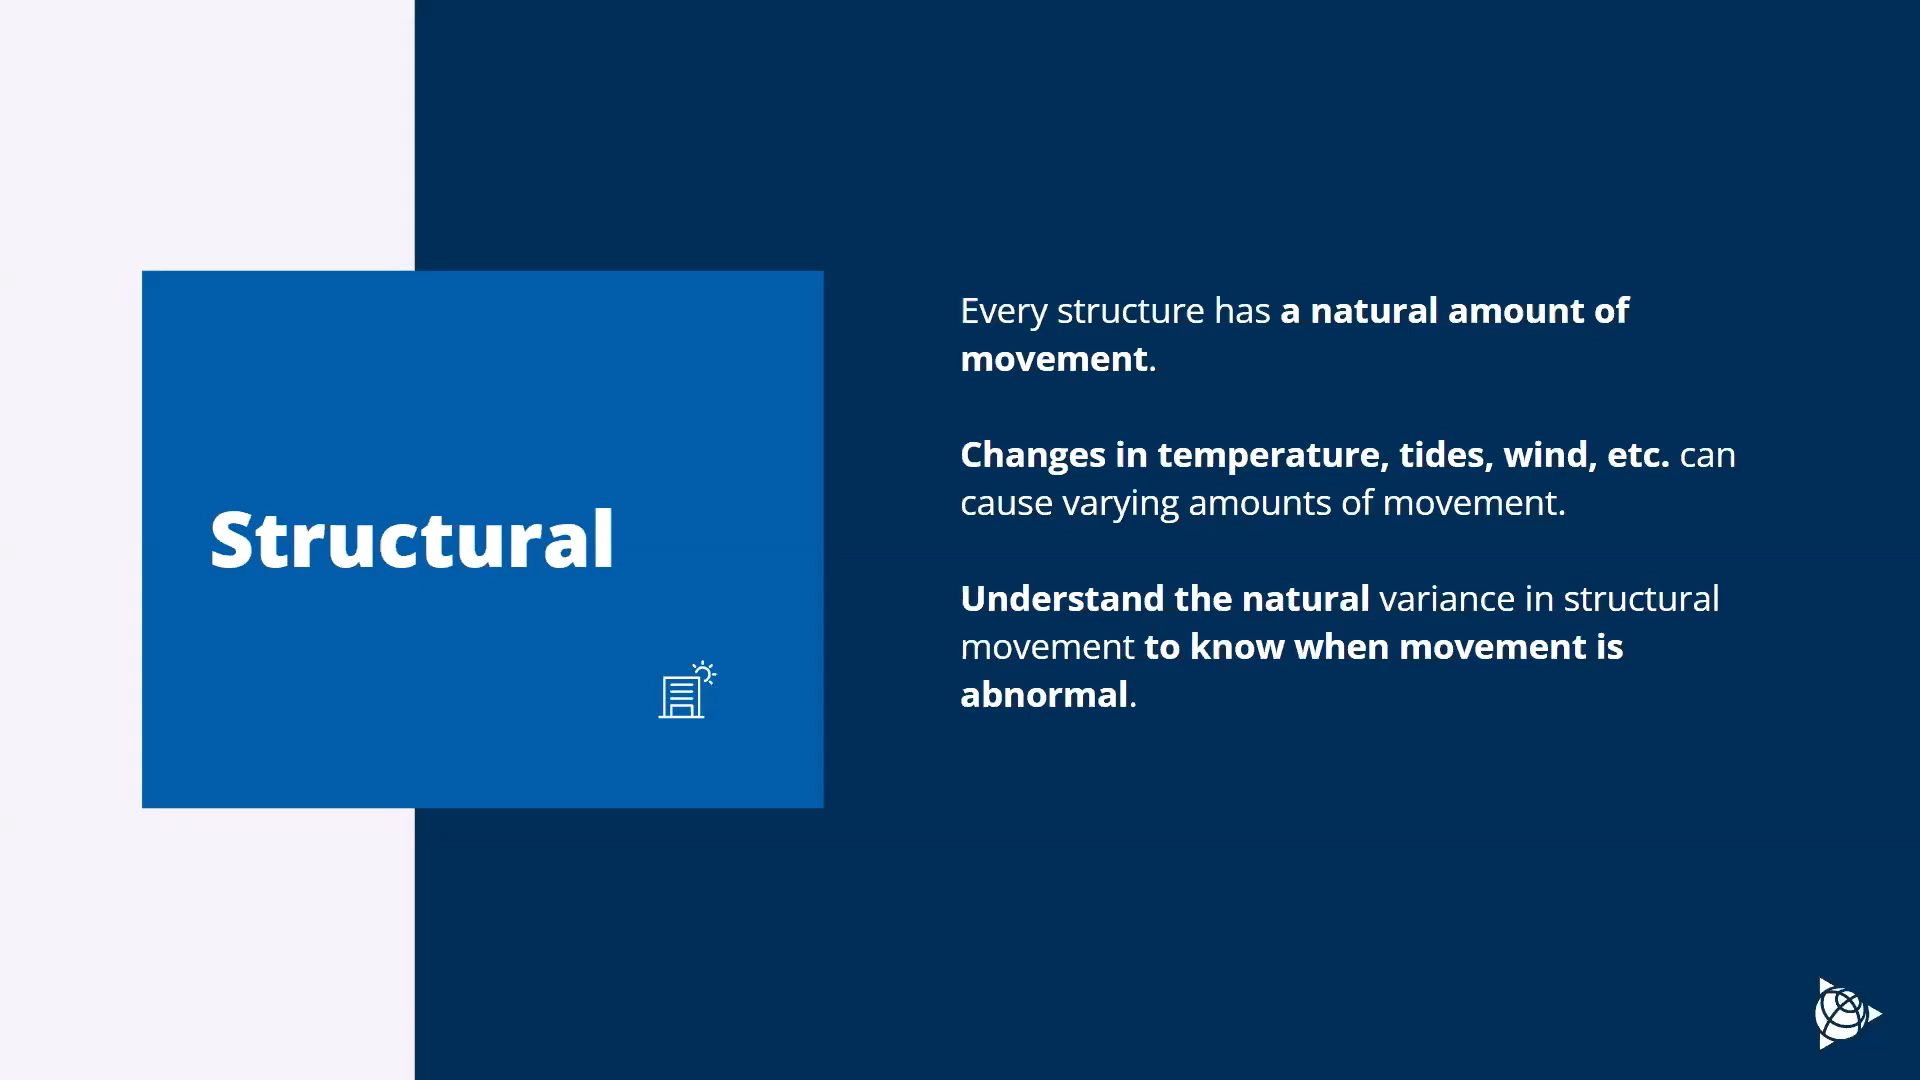 Structural
Every structure has a natural amount of
movement.
Changes in temperature, tides, wind, etc. can
cause varying amounts of movement.
Understand the natural variance in structural
movement to know when movement is
abnormal.